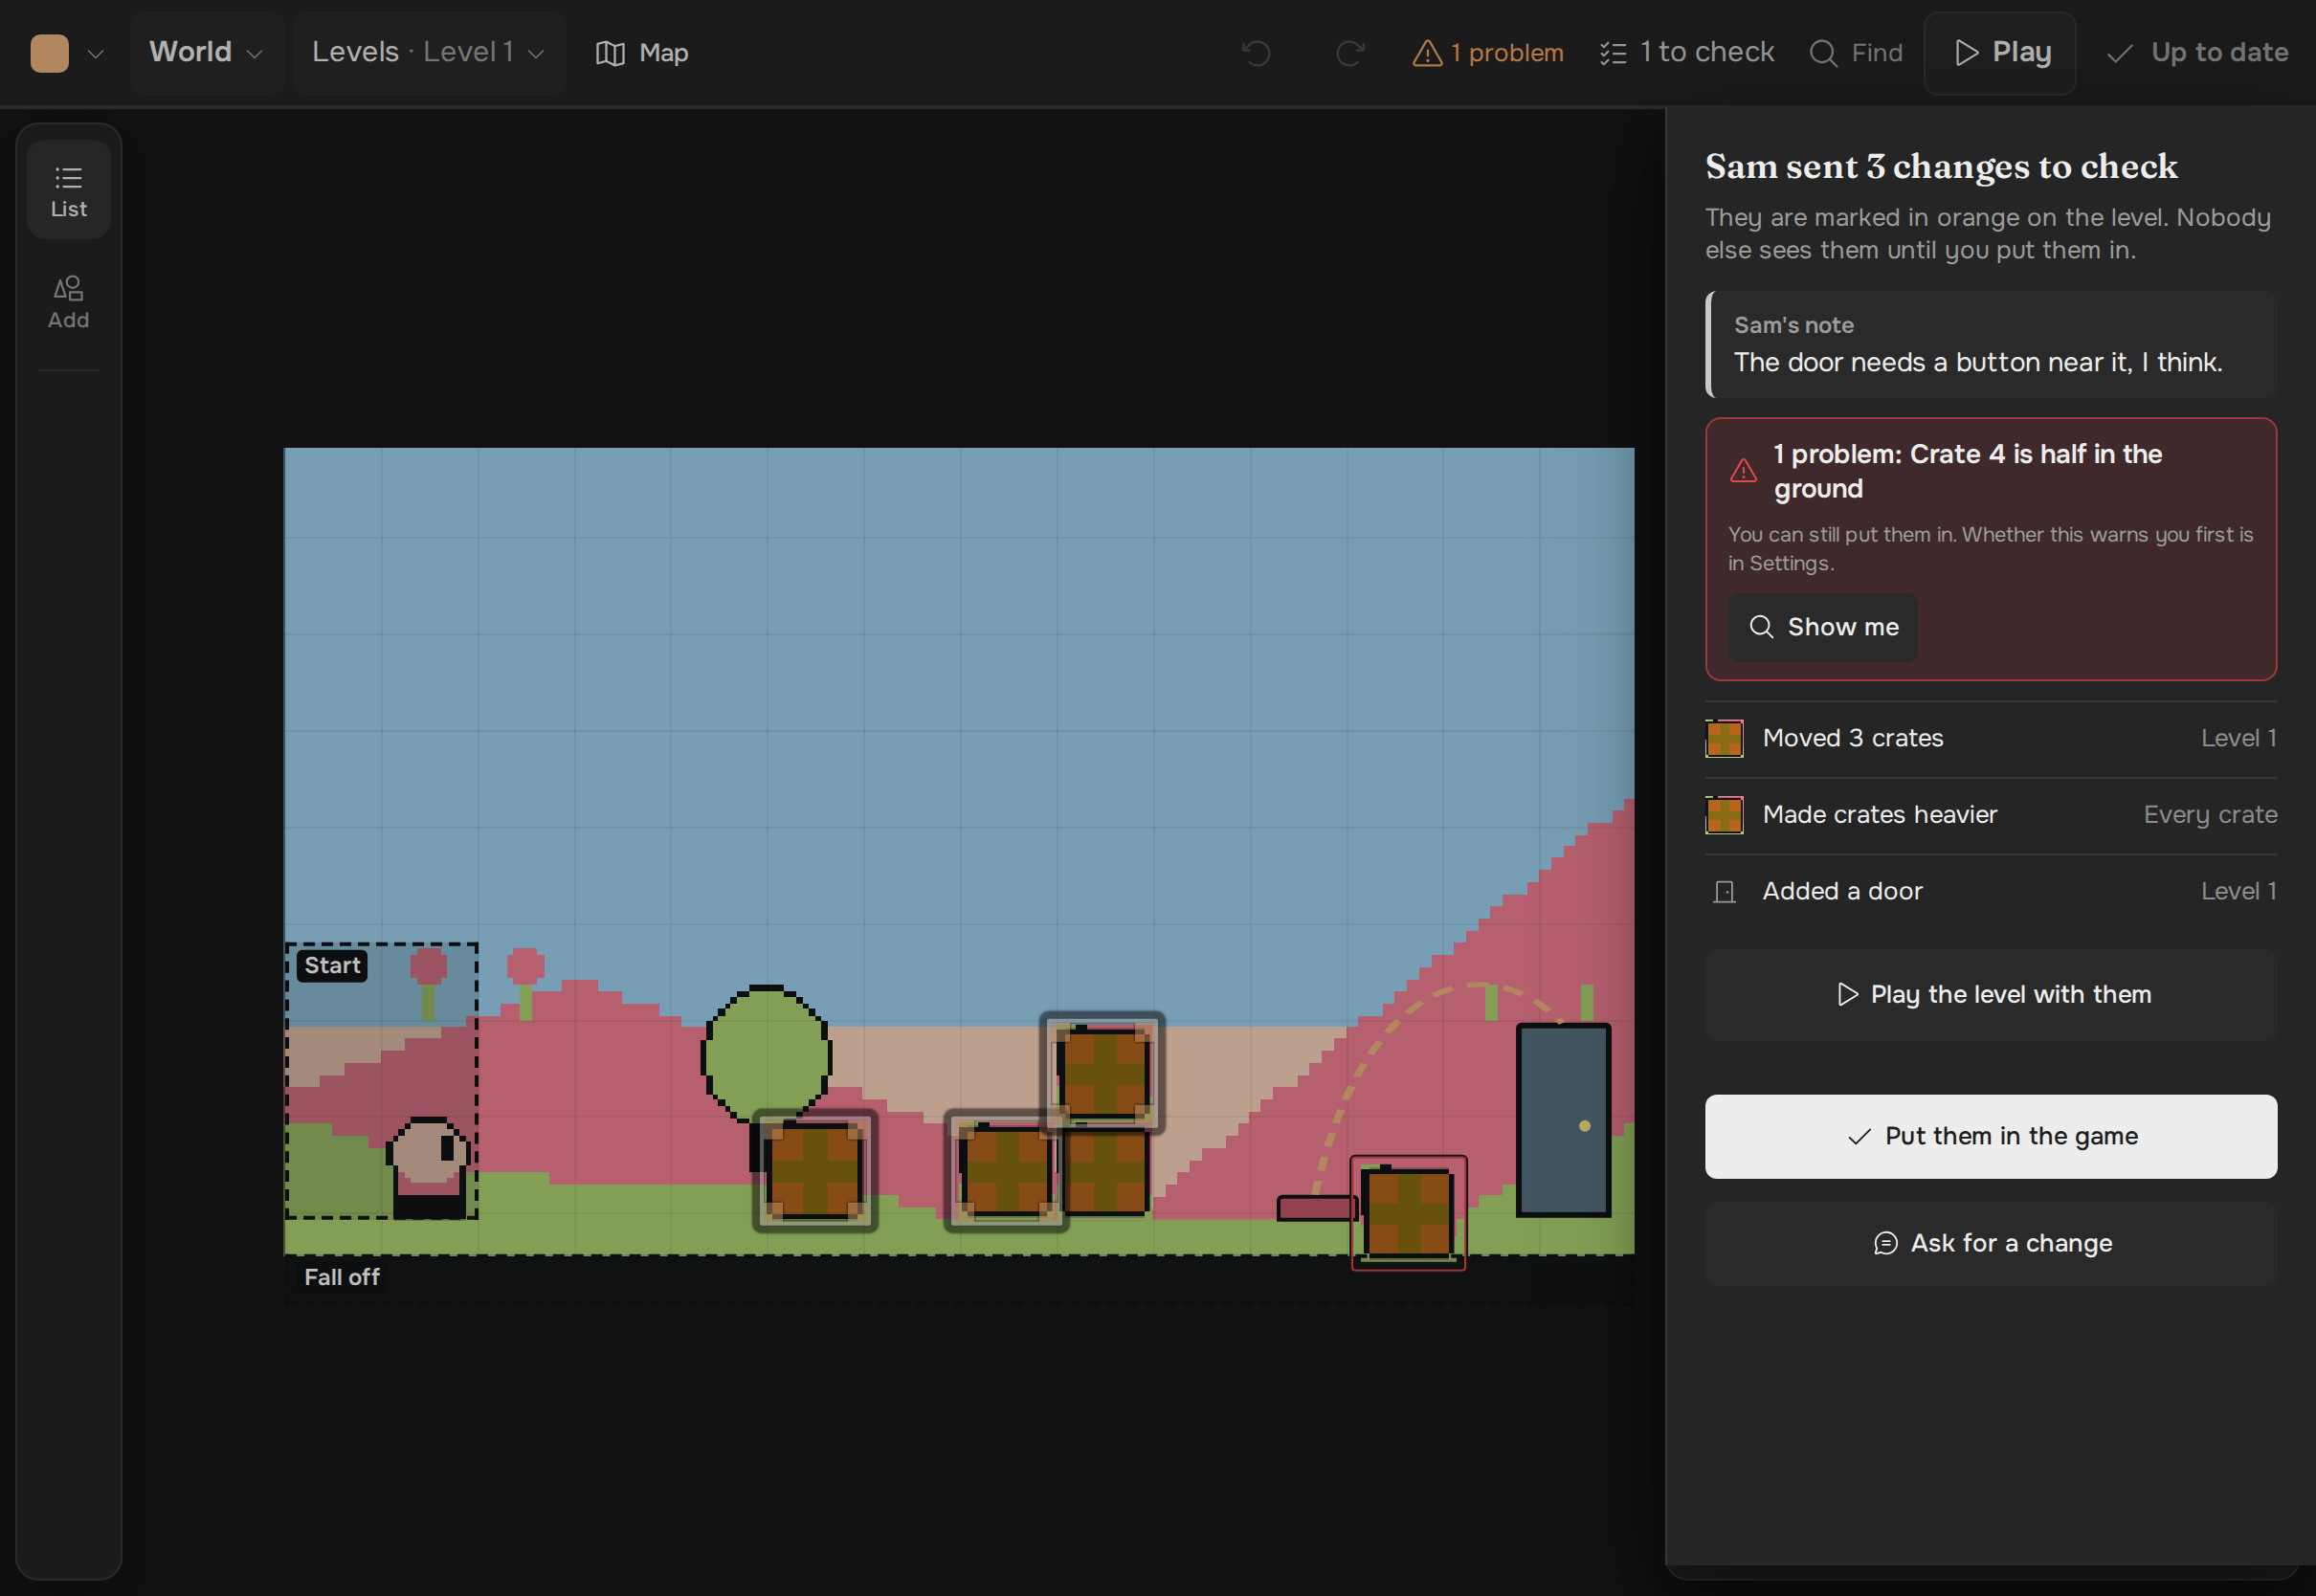 World
Levels · Level 1
Map
1 problem
1 to check
Find
Play
Up to date
List
Add
Start
Fall off
Sam sent 3 changes to check
They are marked in orange on the level. Nobody
else sees them until you put them in.
Sam's note
The door needs a button near it, I think.
1 problem: Crate 4 is half in the
ground
You can still put them in. Whether this warns you first is
in Settings.
Show me
Moved 3 crates Level 1
Made crates heavier Every crate
Added a door Level 1
Play the level with them
Put them in the game
Ask for a change